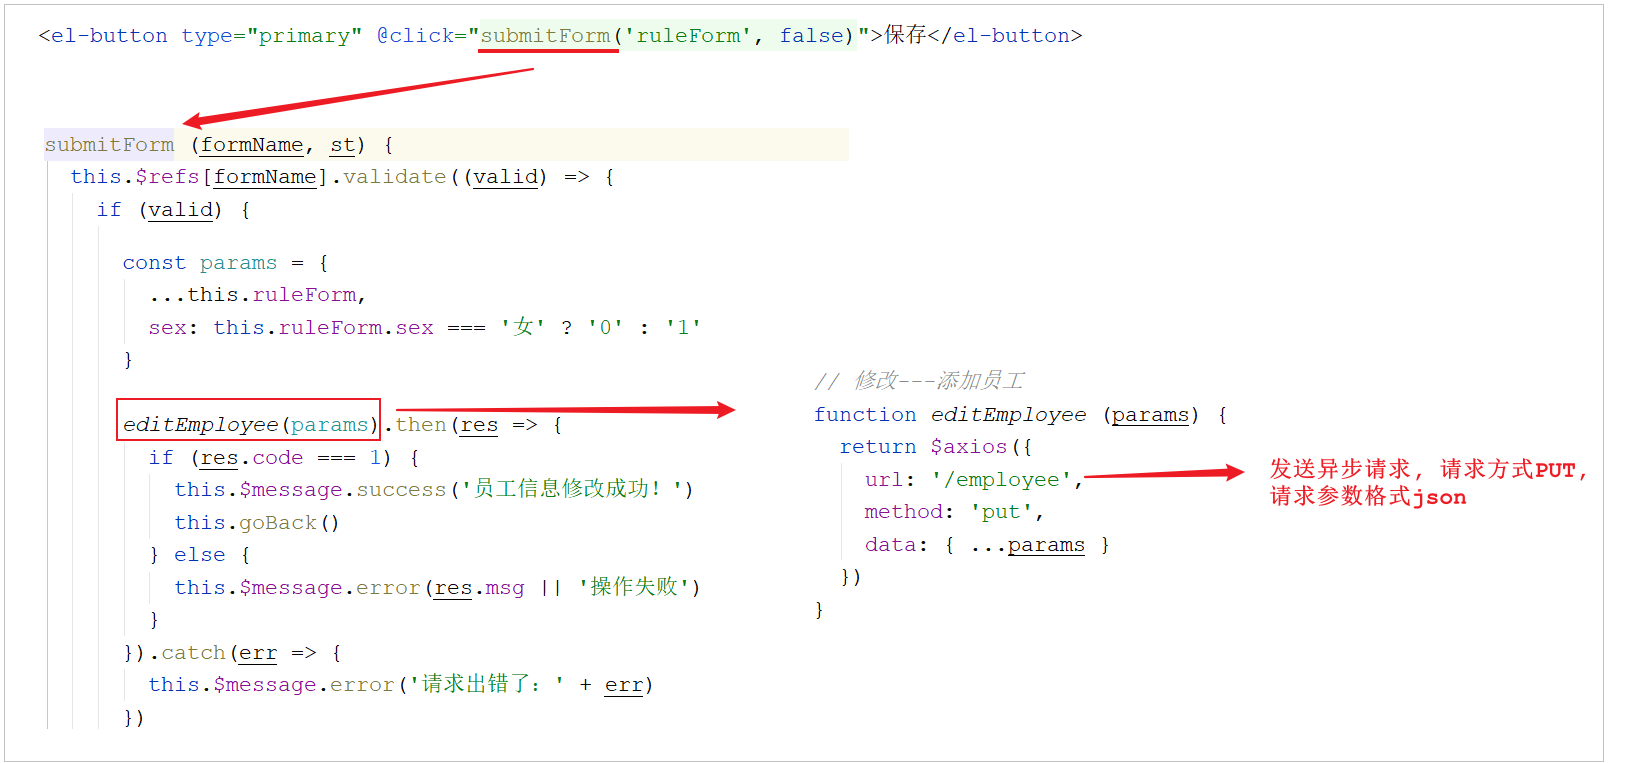 <el-button type="primary" @click="submitForm('ruleForm', false)">保存</el-button>
submitForm (formName, st) {
this.$refs[formName].validate((valid) => {
if (valid) {
const params = {
...this.ruleForm,
sex: this.ruleForm.sex === '女' ? '0' : '1'
}
editEmployee(params).then(res => {
if (res.code === 1) {
this.$message.success('员工信息修改成功！')
this.goBack()
} else {
this.$message.error(res.msg || '操作失败')
}
}).catch(err => {
this.$message.error('请求出错了：' + err)
})
// 修改---添加员工
function editEmployee (params) {
return $axios({
url: '/employee',
method: 'put',
data: { ...params }
})
}
发送异步请求，请求方式PUT，
请求参数格式json